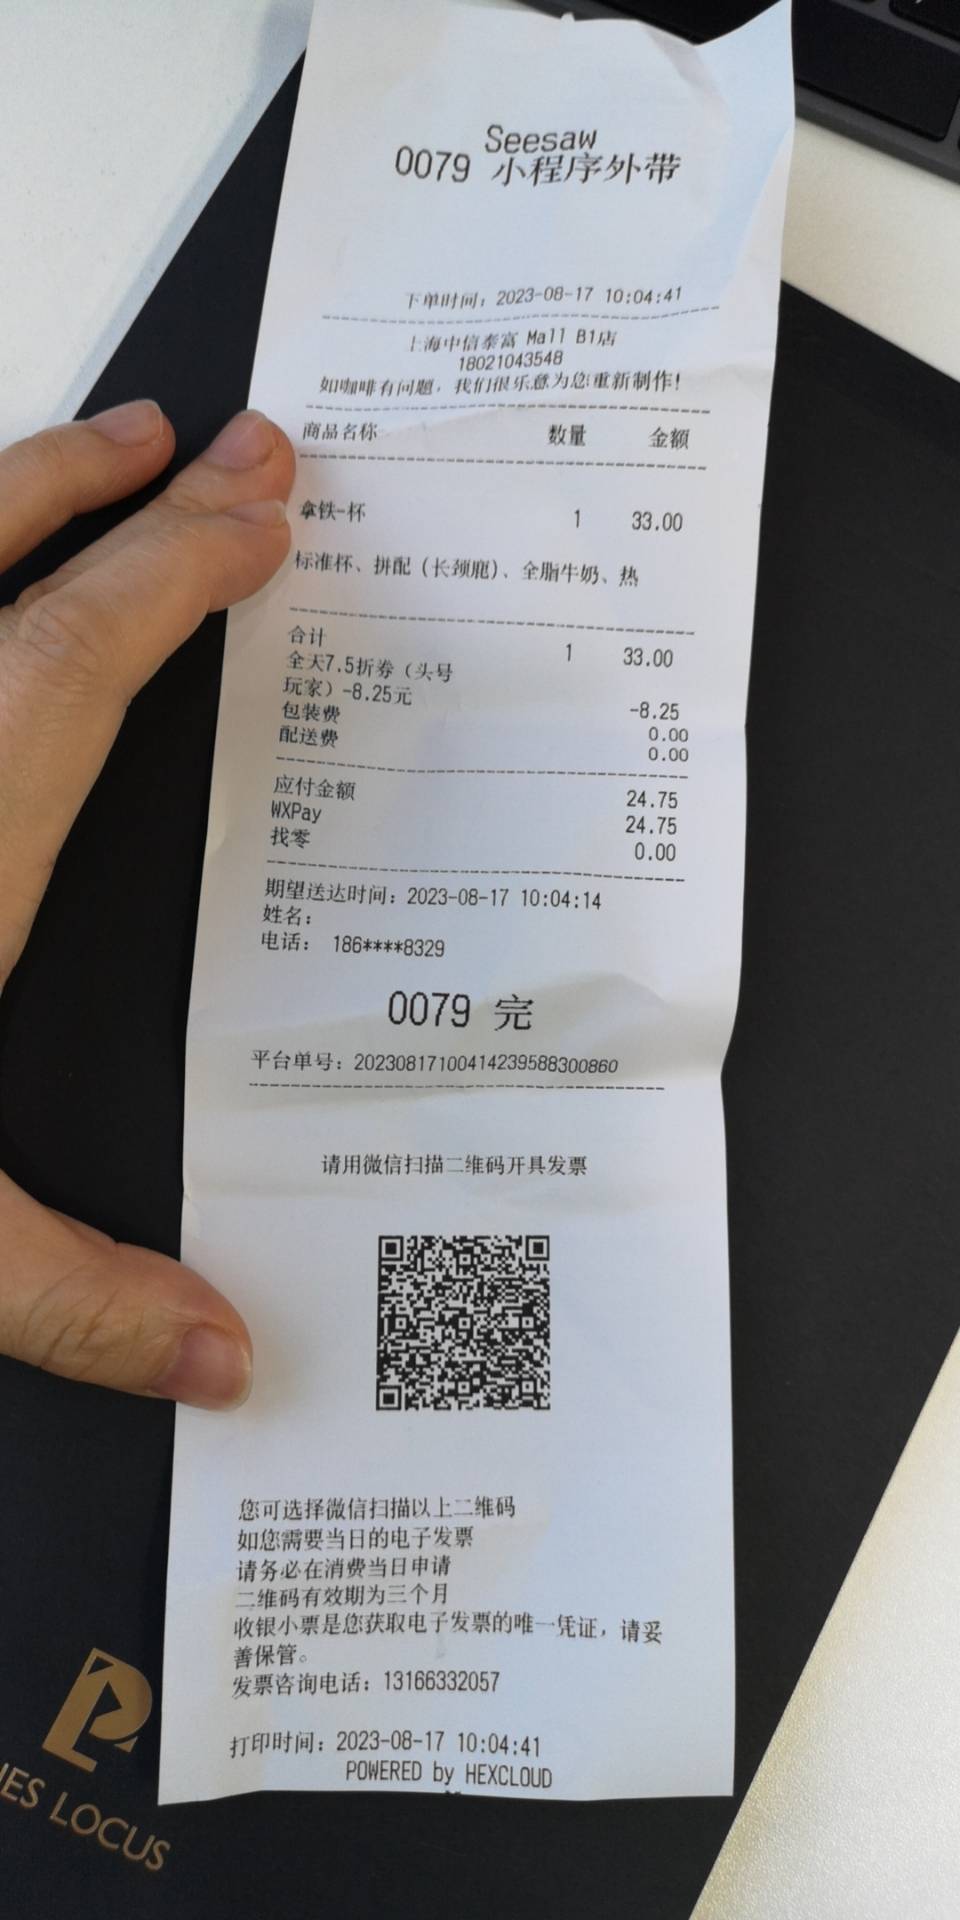 Seesaw
0079 小程序外带
下单时间：2023-08-17 10:04:41
上海中信泰富 Mall B1店
18021043548
如咖啡有问题，我们很乐意为您重新制作！
商品名称 数量 金额
拿铁-杯 1 33.00
标准杯、拼配（长颈鹿）、全脂牛奶、热
合计 1 33.00
全天7.5折券（头号
玩家）-8.25元 -8.25
包装费 0.00
配送费 0.00
应付金额 24.75
WXPay 24.75
找零 0.00
期望送达时间：2023-08-17 10:04:14
姓名：
电话： 186****8329
0079 完
平台单号：20230817100414239588300860
请用微信扫描二维码开具发票
您可选择微信扫描以上二维码
如您需要当日的电子发票
请务必在消费当日申请
二维码有效期为三个月
收银小票是您获取电子发票的唯一凭证，请妥
善保管。
发票咨询电话：13166332057
打印时间：2023-08-17 10:04:41
POWERED by HEXCLOUD
LOCUS